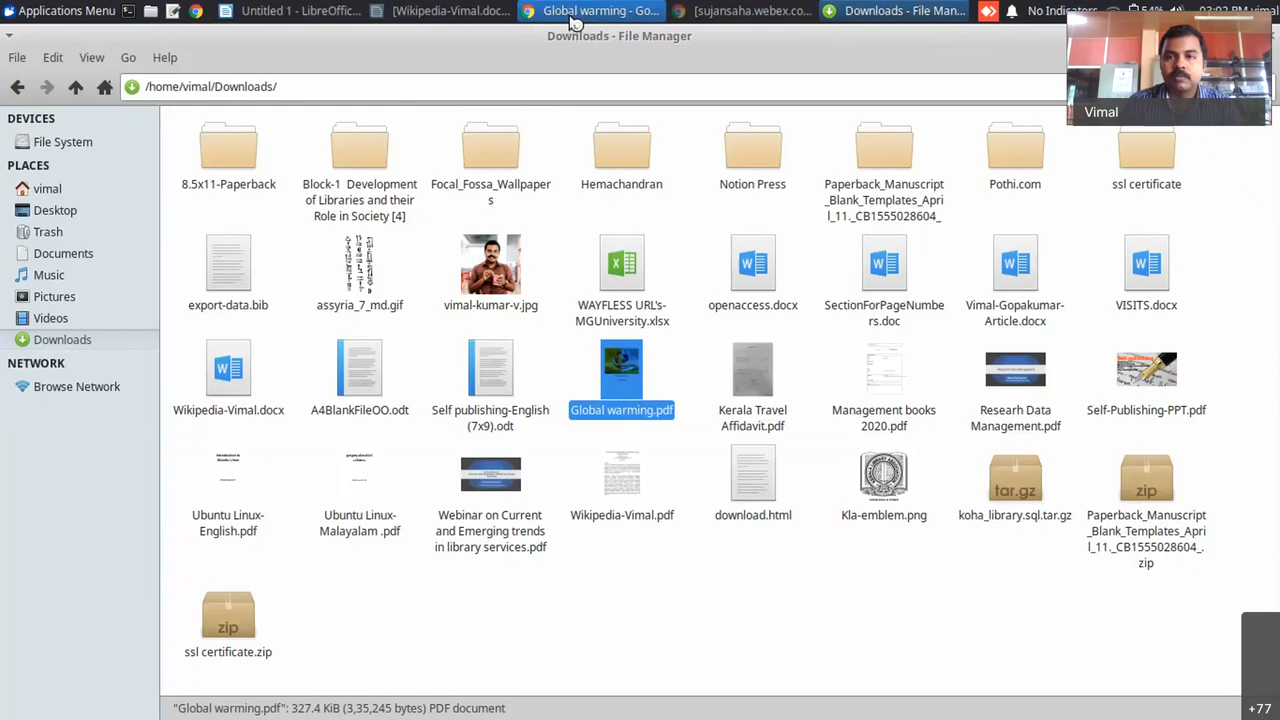 Applications Menu
Untitled 1 - LibreOffic...
[Wikipedia-Vimal.doc...
Global warming - Go...
[sujansaha.webex.co...
Downloads - File Man...
No Indicators
54%
03:02 PM
vimal
Downloads - File Manager
File Edit View Go Help
/home/vimal/Downloads/
Vimal
DEVICES
File System
PLACES
vimal
Desktop
Trash
Documents
Music
Pictures
Videos
Downloads
NETWORK
Browse Network
8.5x11-Paperback
Block-1 Development
of Libraries and their
Role in Society [4]
Focal_Fossa_Wallpaper
s
Hemachandran
Notion Press
Paperback_Manuscript
_Blank_Templates_Apri
l_11._CB1555028604_
Pothi.com
ssl certificate
export-data.bib
assyria_7_md.gif
vimal-kumar-v.jpg
WAYFLESS URL's-
MGUniversity.xlsx
openaccess.docx
SectionForPageNumbe
rs.doc
Vimal-Gopakumar-
Article.docx
VISITS.docx
Wikipedia-Vimal.docx
A4BlankFileOO.odt
Self publishing-English
(7x9).odt
Global warming.pdf
Kerala Travel
Affidavit.pdf
Management books
2020.pdf
Researh Data
Management.pdf
Self-Publishing-PPT.pdf
Ubuntu Linux-
English.pdf
Ubuntu Linux-
Malayalam .pdf
Webinar on Current
and Emerging trends
in library services.pdf
Wikipedia-Vimal.pdf
download.html
Kla-emblem.png
tar.gz
koha_library.sql.tar.gz
zip
Paperback_Manuscript
_Blank_Templates_Apri
l_11._CB1555028604_.
zip
zip
ssl certificate.zip
"Global warming.pdf": 327.4 KiB (3,35,245 bytes) PDF document
+77